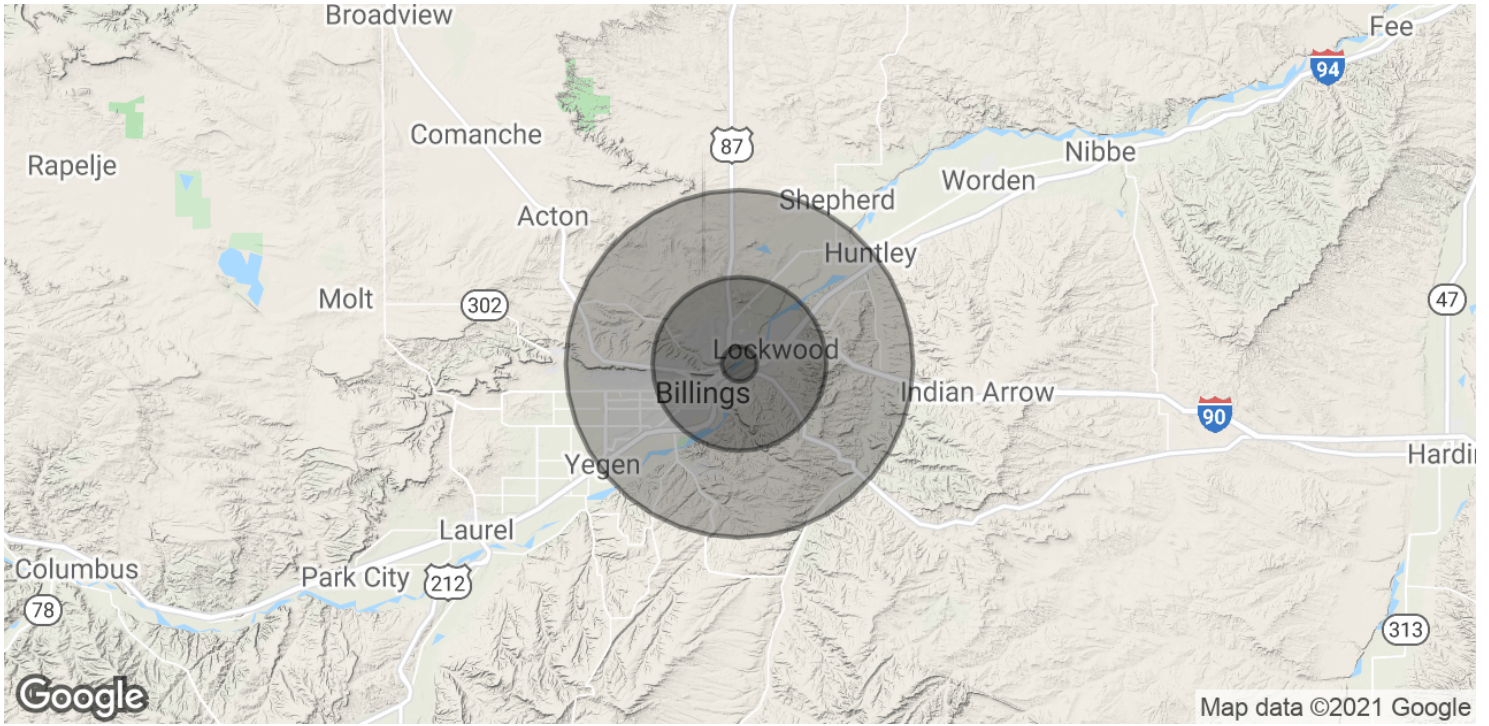 Broadview
Fee
94
Comanche
87
Nibbe
Rapelje
Worden
Shepherd
Acton
Huntley
Molt
302
47
Lockwood
Billings
Indian Arrow
90
Yegen
Hardin
Laurel
Columbus
Park City
212
78
313
Google
Map data ©2021 Google